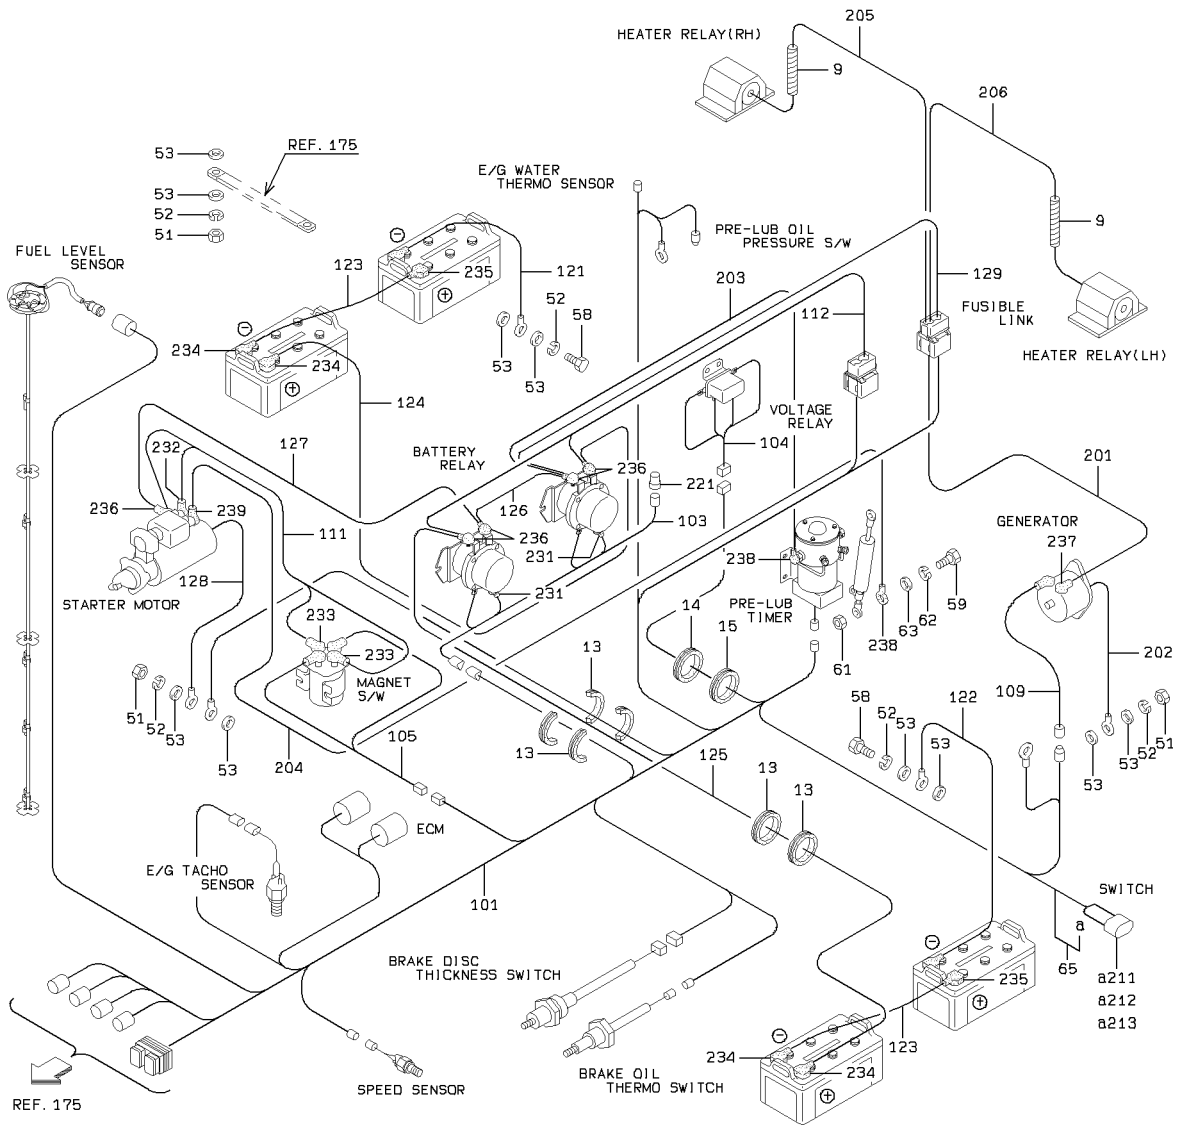 205
HEATER RELAY(RH)
9
206
REF. 175
53
E/G WATER
THERMO SENSOR
53
52
51
9
PRE-LUB OIL
PRESSURE S/W
FUEL LEVEL
SENSOR
123
235
121
203
129
52
58
112
FUSIBLE
LINK
234
234
53
53
HEATER RELAY(LH)
124
VOLTAGE
RELAY
127
232
BATTERY
RELAY
104
236
201
221
236
239
126
103
GENERATOR
237
111
236
231
238
128
231
STARTER MOTOR
233
14
PRE-LUB
TIMER
59
62
63
238
61
15
13
233
MAGNET
S/W
202
109
51
52
53
53
204
105
13
58
52
53
53
122
53
53
52
51
125
13
13
ECM
E/G TACHO
SENSOR
101
SWITCH
a
65
a211
a212
a213
BRAKE DISC
THICKNESS SWITCH
235
123
234
234
BRAKE OIL
THERMO SWITCH
SPEED SENSOR
REF. 175